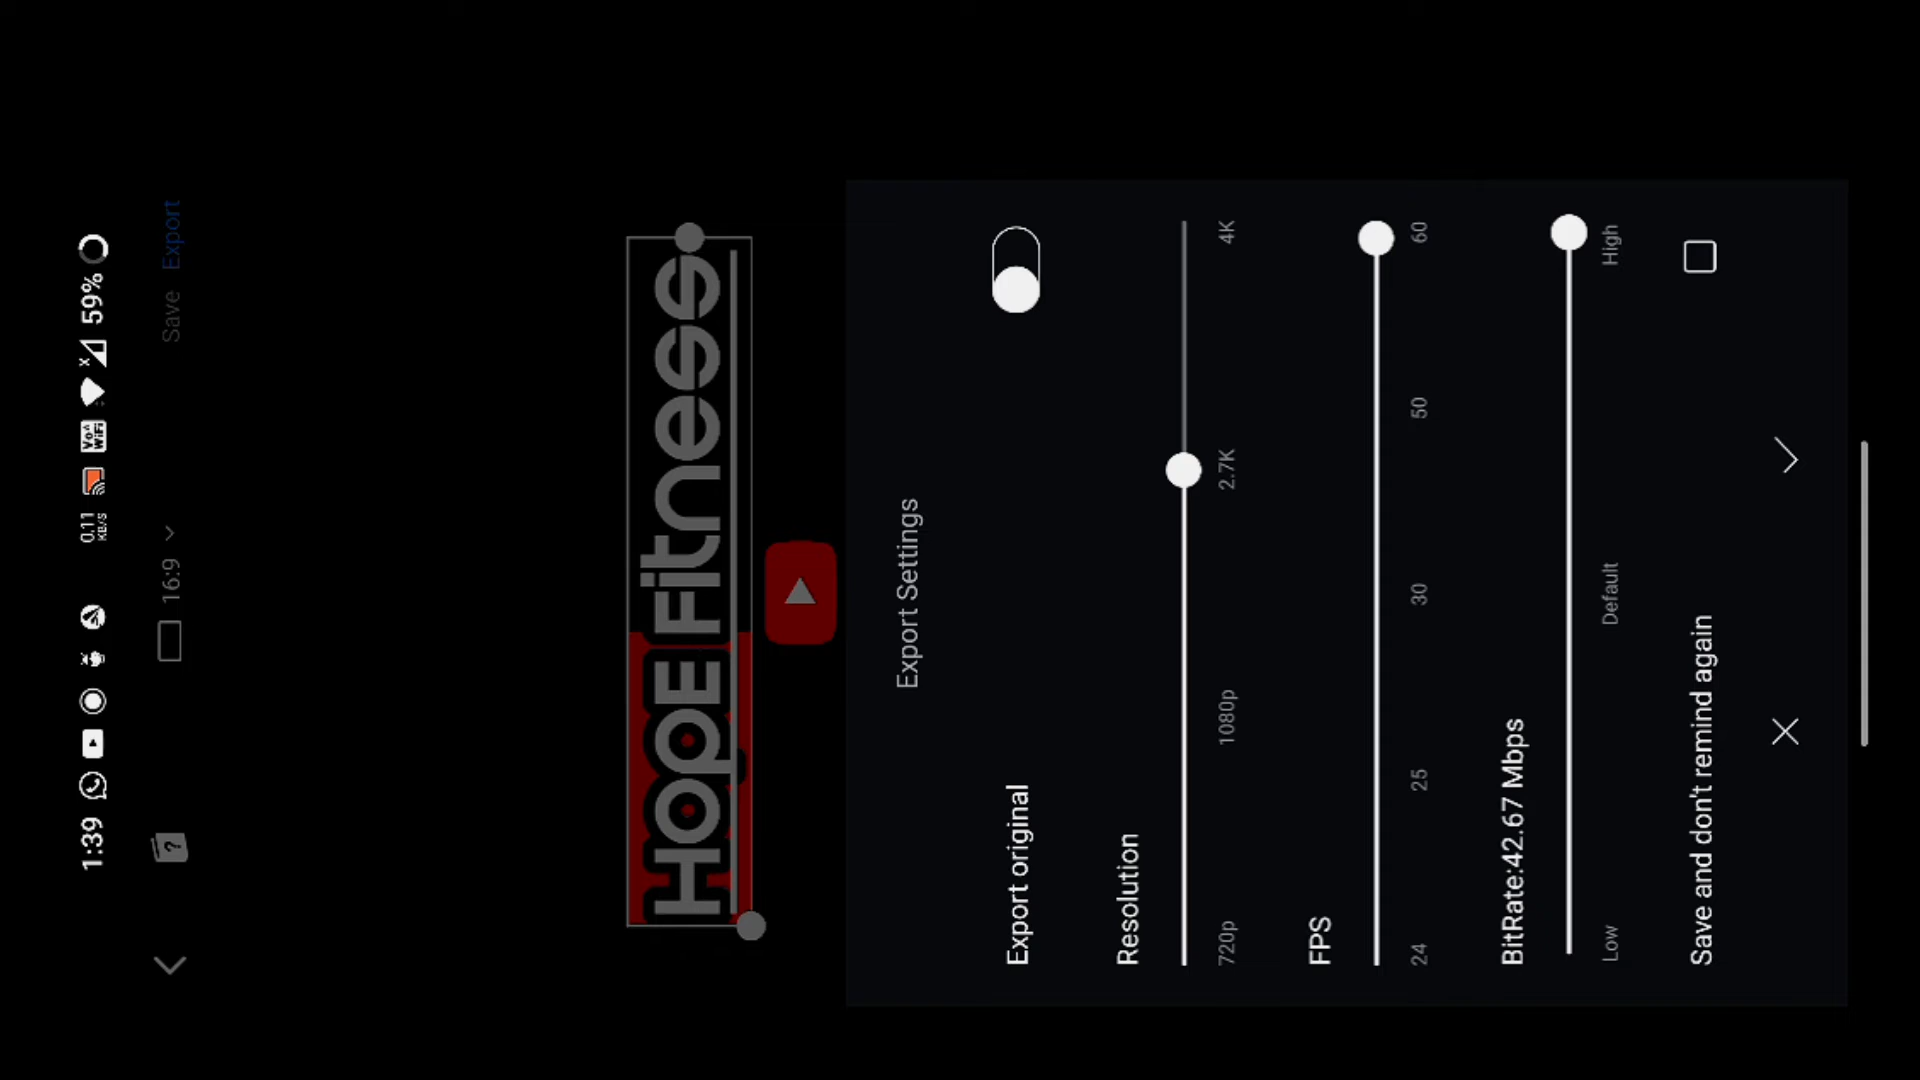 1:39
0.11
KB/S
Vo
WiFi
x
59%
?
16:9
Save Export
Hope Fitness
Export Settings
Export original
Resolution
720p 1080p 2.7K 4K
FPS
24 25 30 50 60
BitRate:42.67 Mbps
Low Default High
Save and don't remind again